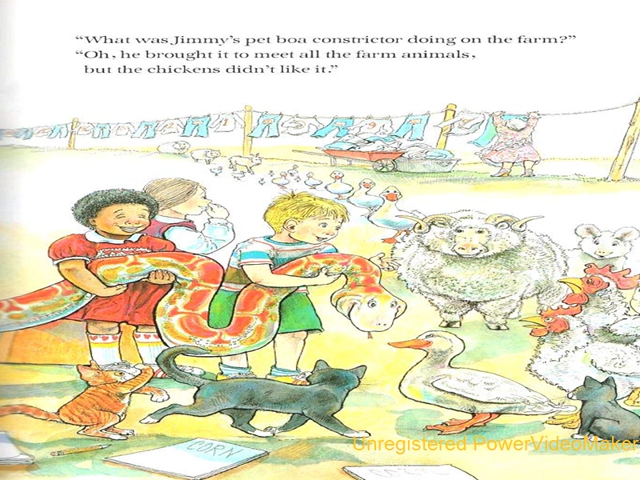 “What was Jimmy’s pet boa constrictor doing on the farm?”
“Oh, he brought it to meet all the farm animals,
but the chickens didn’t like it.”
CORN
Unregistered PowerVideoMaker